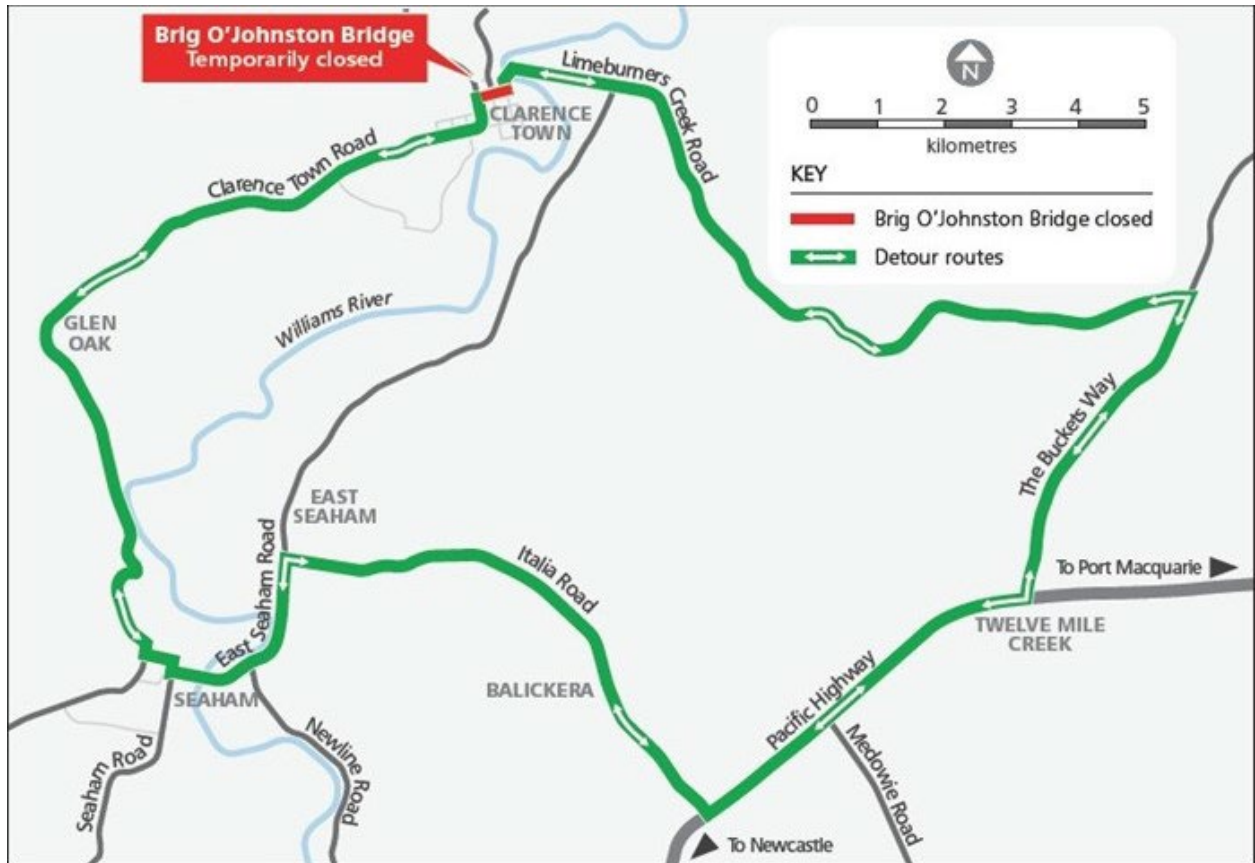 Brig O'Johnston Bridge
Temporarily closed
Limeburners Creek Road
N
0 1 2 3 4 5
kilometres
KEY
Brig O'Johnston Bridge closed
Detour routes
CLARENCE
TOWN
Clarence Town Road
Williams River
GLEN
OAK
The Buckets Way
EAST
SEAHAM
Italia Road
East Seaham Road
To Port Macquarie
TWELVE MILE
CREEK
SEAHAM
BALICKERA
Pacific Highway
Medowie Road
Newline Road
Seaham Road
To Newcastle